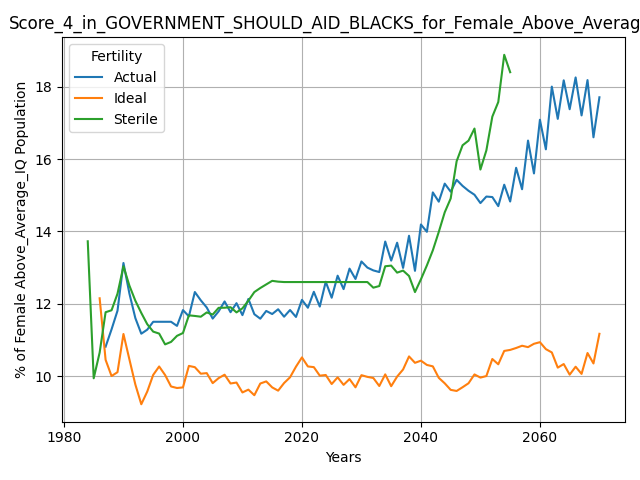 Score_4_in_GOVERNMENT_SHOULD_AID_BLACKS_for_Female_Above_Averag
Fertility
Actual
Ideal
Sterile
% of Female Above_Average_IQ Population
18
16
14
12
10
1980 2000 2020 2040 2060
Years